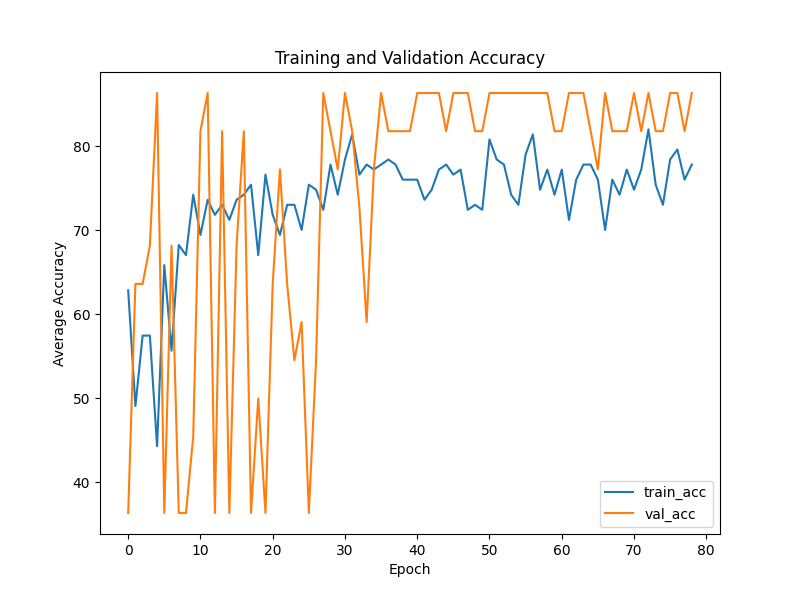 Training and Validation Accuracy
Average Accuracy
80
70
60
50
40
0 10 20 30 40 50 60 70 80
Epoch
train_acc
val_acc